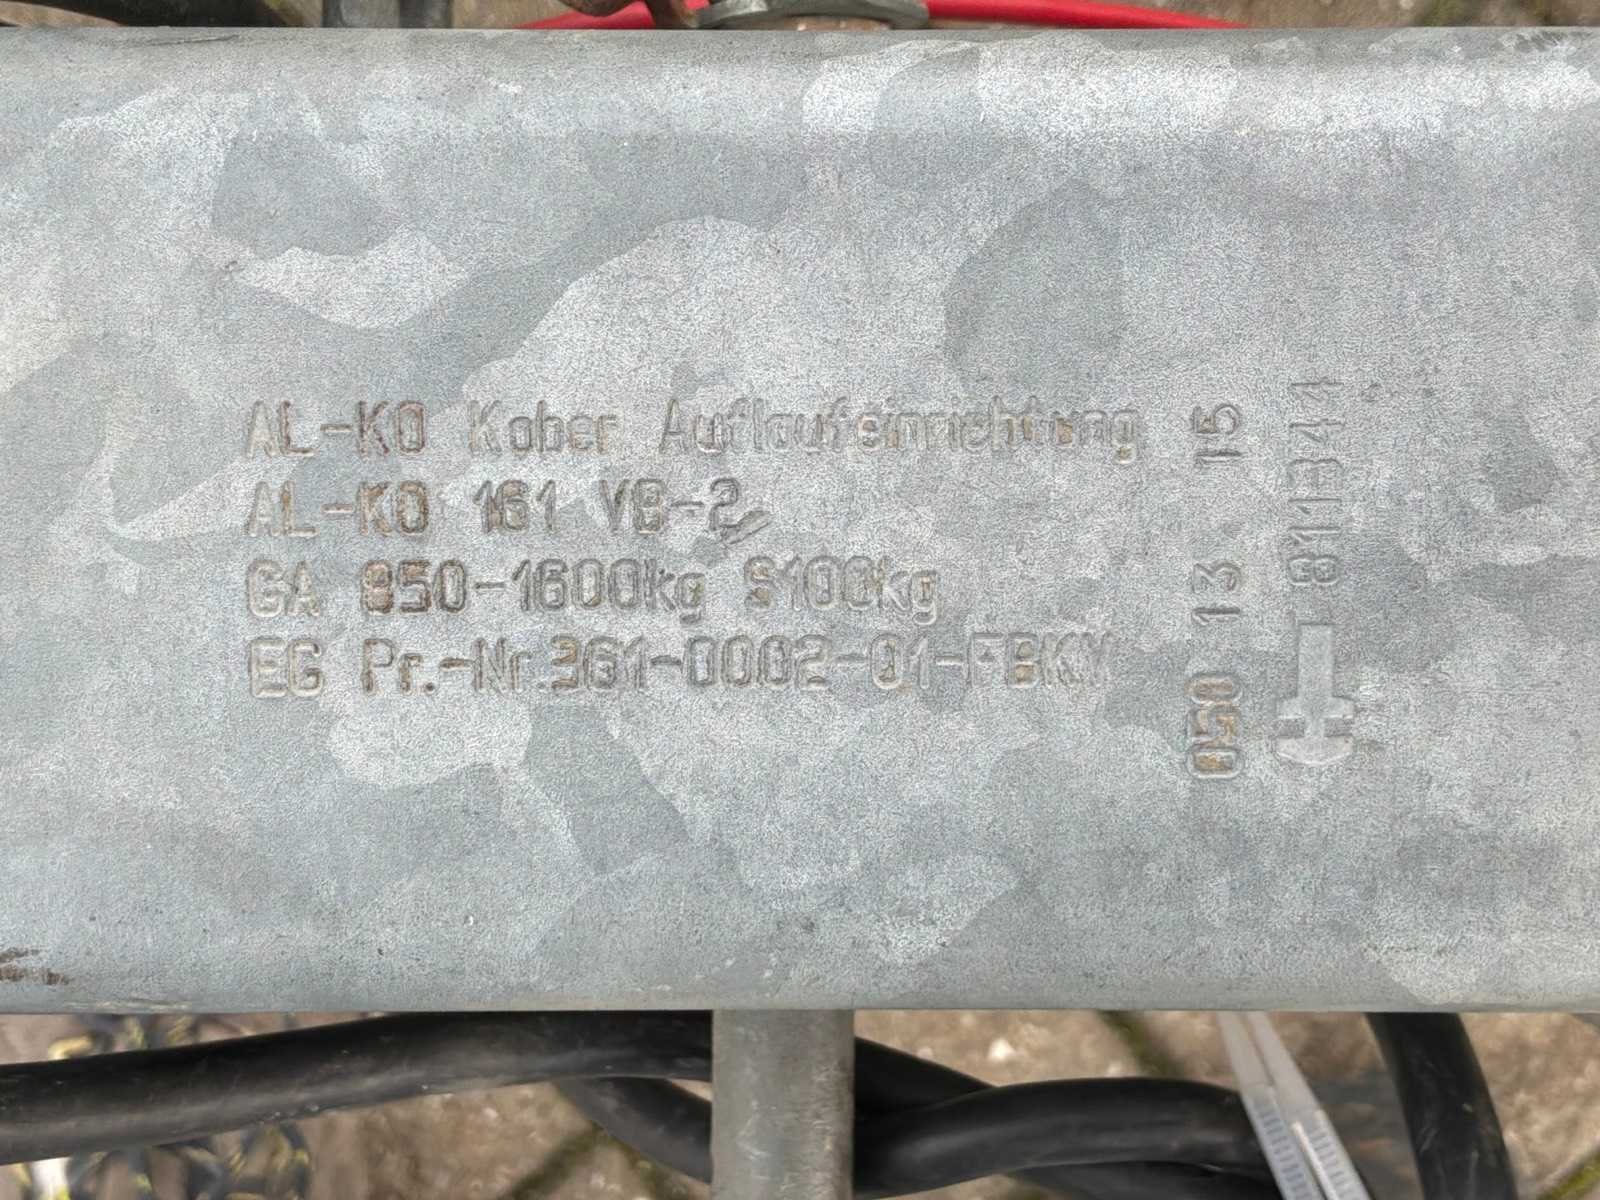 AL-KO Kober Auflaufeinrichtung
AL-KO 161 VB-2
GA 850-1600kg S100kg
EG Pr.-Nr.361-0002-01-FBKV
050 13 15
811344